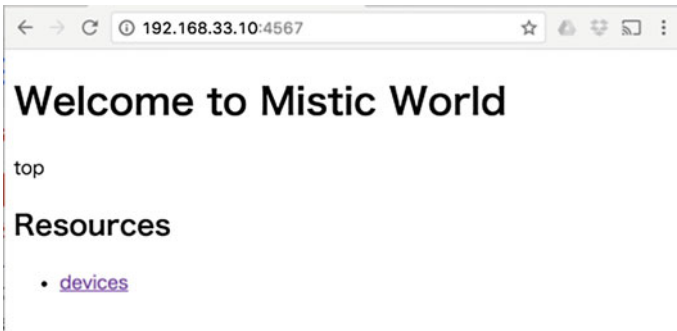 192.168.33.10:4567
Welcome to Mistic World
top
Resources
• devices